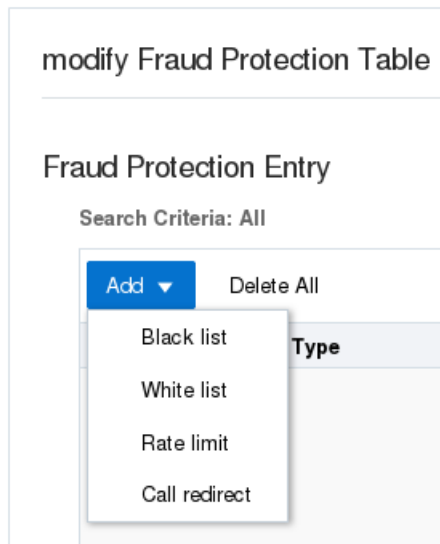 modify Fraud Protection Table
Fraud Protection Entry
Search Criteria: All
Add Delete All
Black list
Type
White list
Rate limit
Call redirect